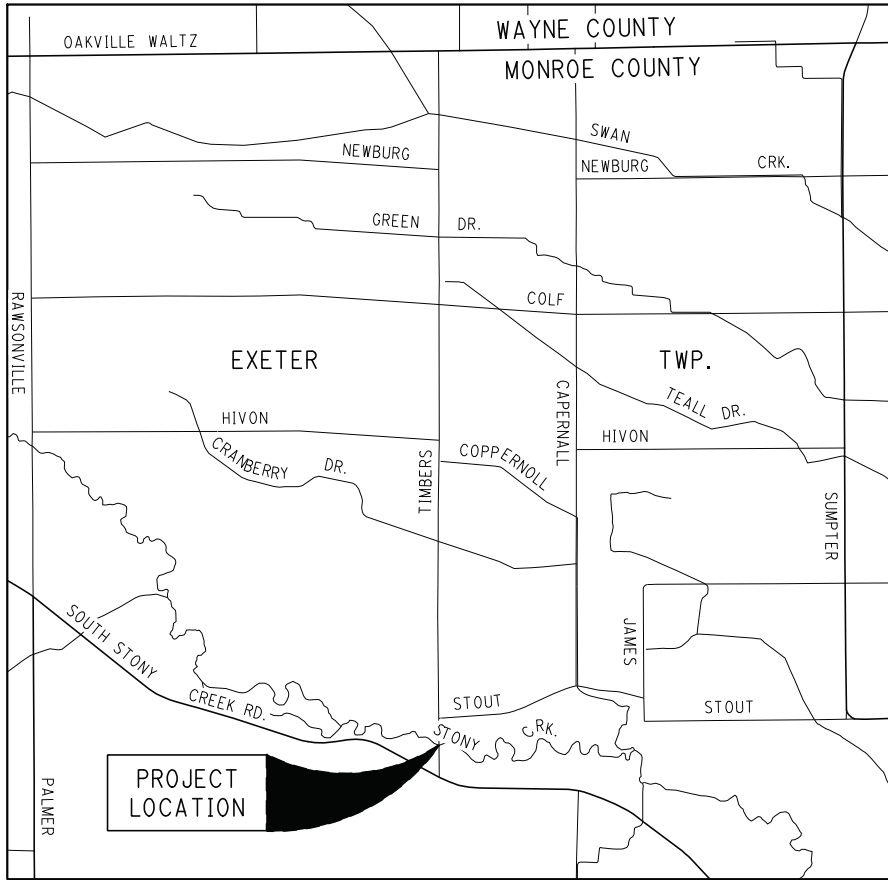 WAYNE COUNTY
OAKVILLE WALTZ
MONROE COUNTY
SWAN
NEWBURG
NEWBURG
CRK.
GREEN DR.
RAWSONVILLE
COLF
EXETER
TWP.
CAPERNALL
TEALL DR.
HIVON
HIVON
CRANBERRY DR.
TIMBERS
COPPERNOLL
SUMPTER
SOUTH STONY
CREEK RD.
JAMES
STOUT
STOUT
STONY CRK.
PROJECT
LOCATION
PALMER